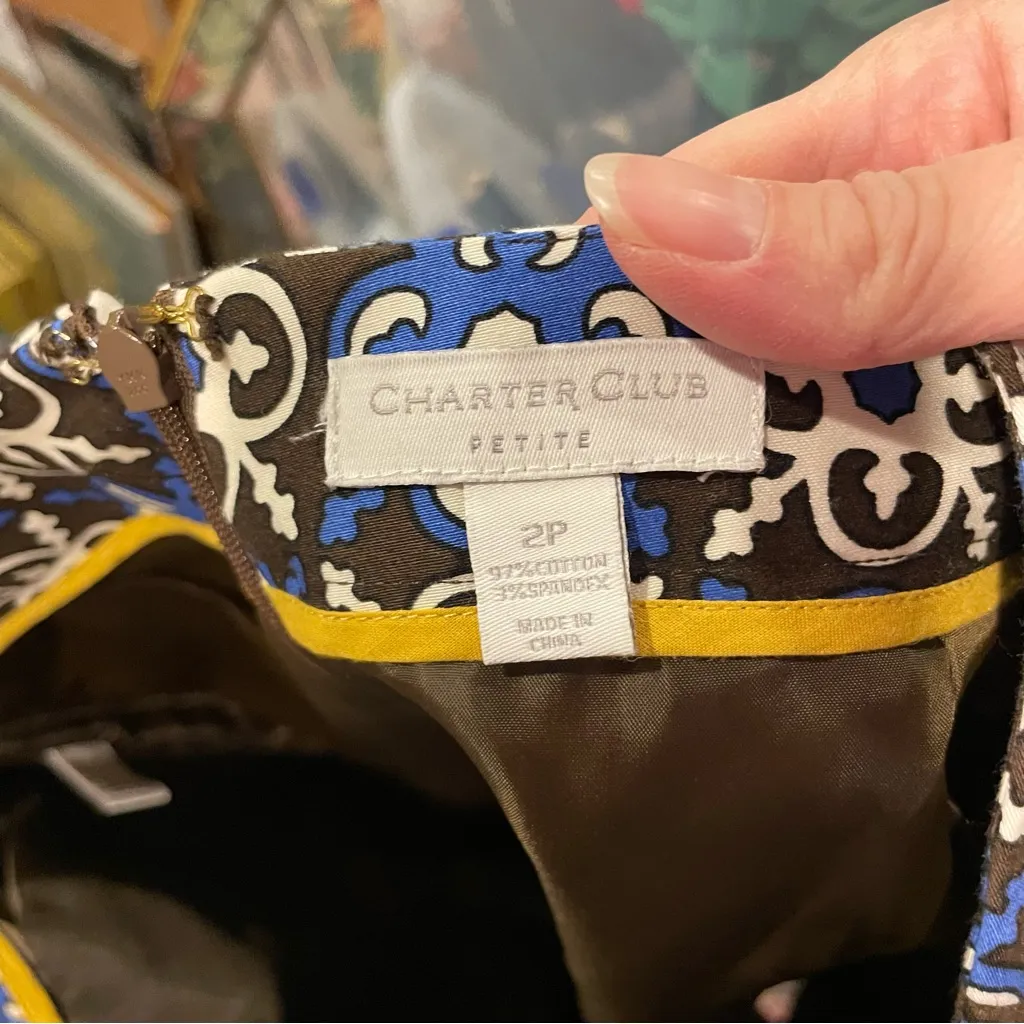 CHARTER CLUB
PETITE
2P
97%COTTON
3%SPANDEX
MADE IN
CHINA